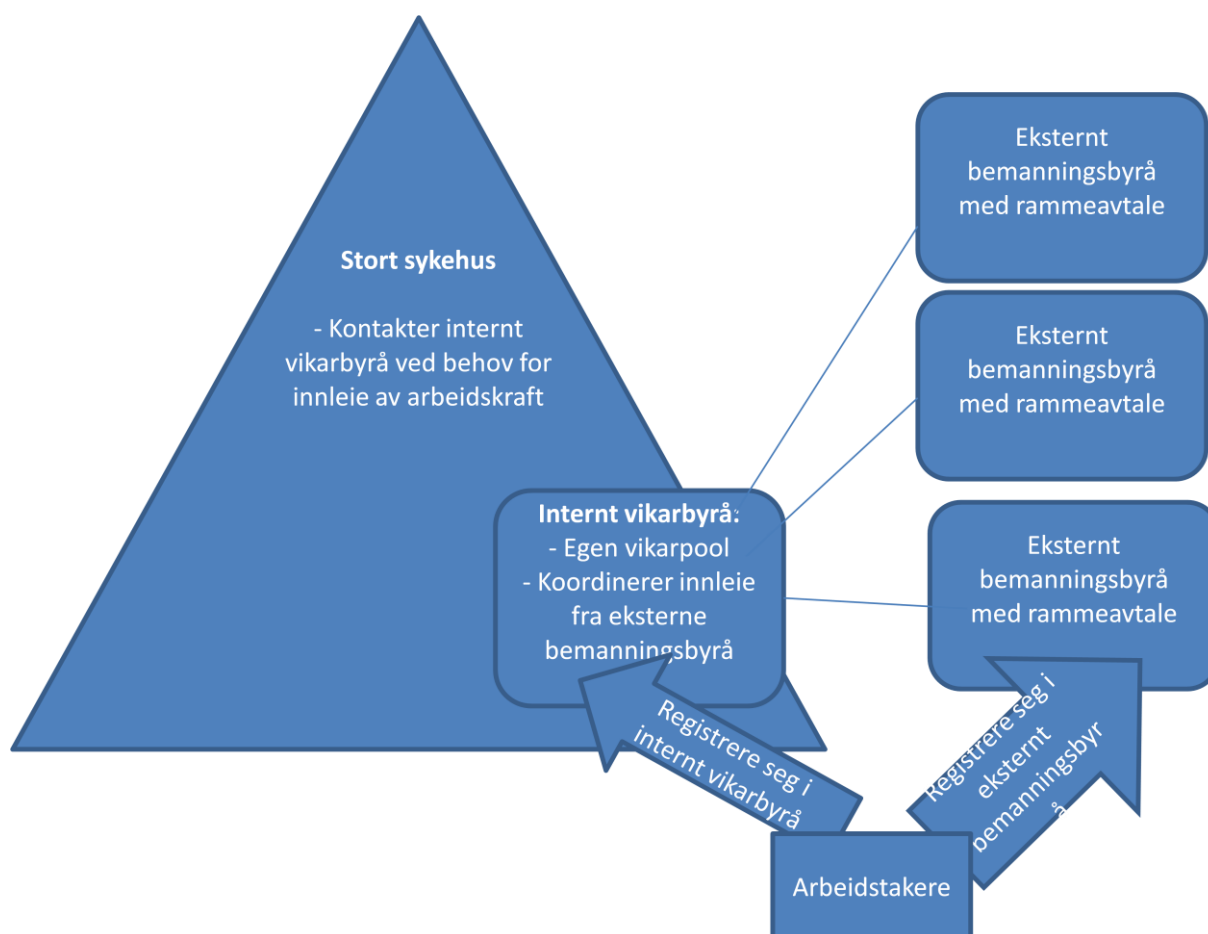 Stort sykehus
- Kontakter internt
vikarbyrå ved behov for
innleie av arbeidskraft
Eksternt
bemanningsbyrå
med rammeavtale
Eksternt
bemanningsbyrå
med rammeavtale
Internt vikarbyrå:
- Egen vikarpool
- Koordinerer innleie
fra eksterne
bemanningsbyrå
Eksternt
bemanningsbyrå
med rammeavtale
Registrere seg i
internt vikarbyrå
Registrere seg i
eksternt
bemanningsbyr
å
Arbeidstakere